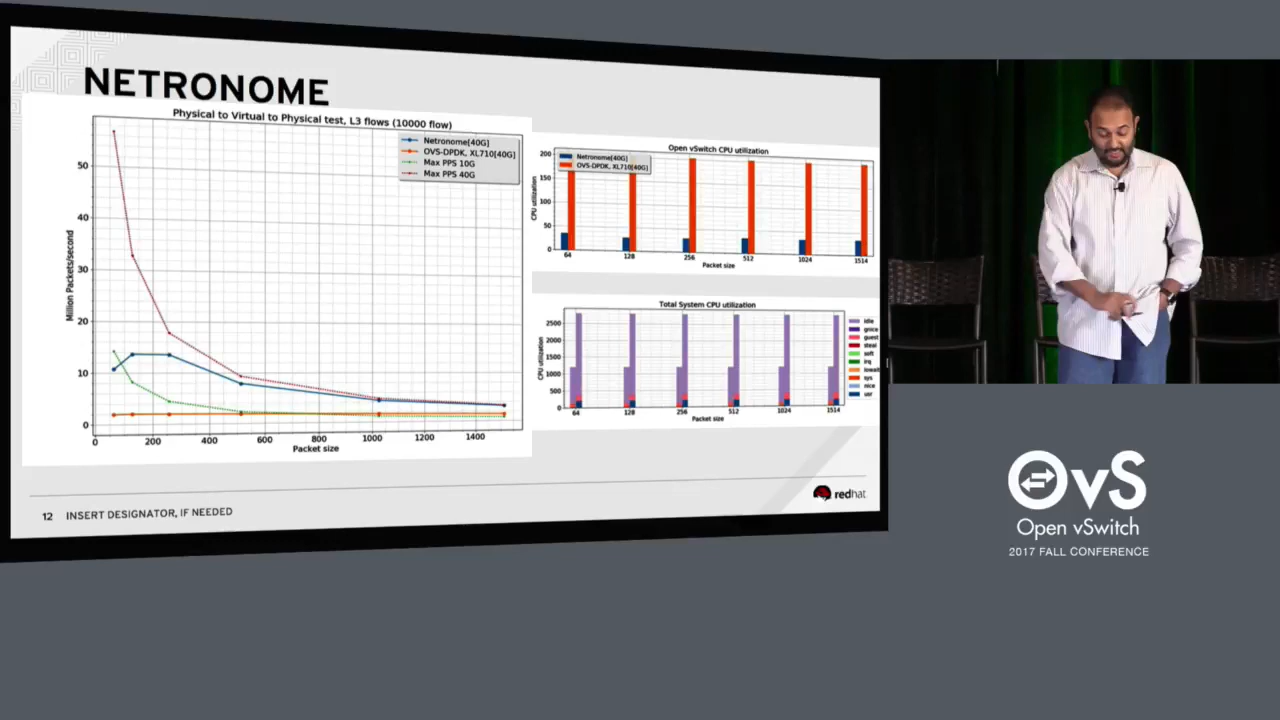 NETRONOME
Physical to Virtual to Physical test, L3 flows (10000 flow)
Netronome[40G]
OVS-DPDK, XL710[40G]
Max PPS 10G
Max PPS 40G
Million Packets/second
50
40
30
20
10
0
0 200 400 600 800 1000 1200 1400
Packet size
Open vSwitch CPU utilization
Netronome[40G]
OVS-DPDK, XL710[40G]
CPU utilization
200
150
100
50
0
64 128 256 512 1024 1514
Packet size
Total System CPU utilization
CPU utilization
2500
2000
1500
1000
500
0
64 128 256 512 1024 1514
Packet size
idle
gnice
guest
steal
soft
irq
iowait
sys
nice
usr
redhat.
12 INSERT DESIGNATOR, IF NEEDED
OvS
Open vSwitch
2017 FALL CONFERENCE